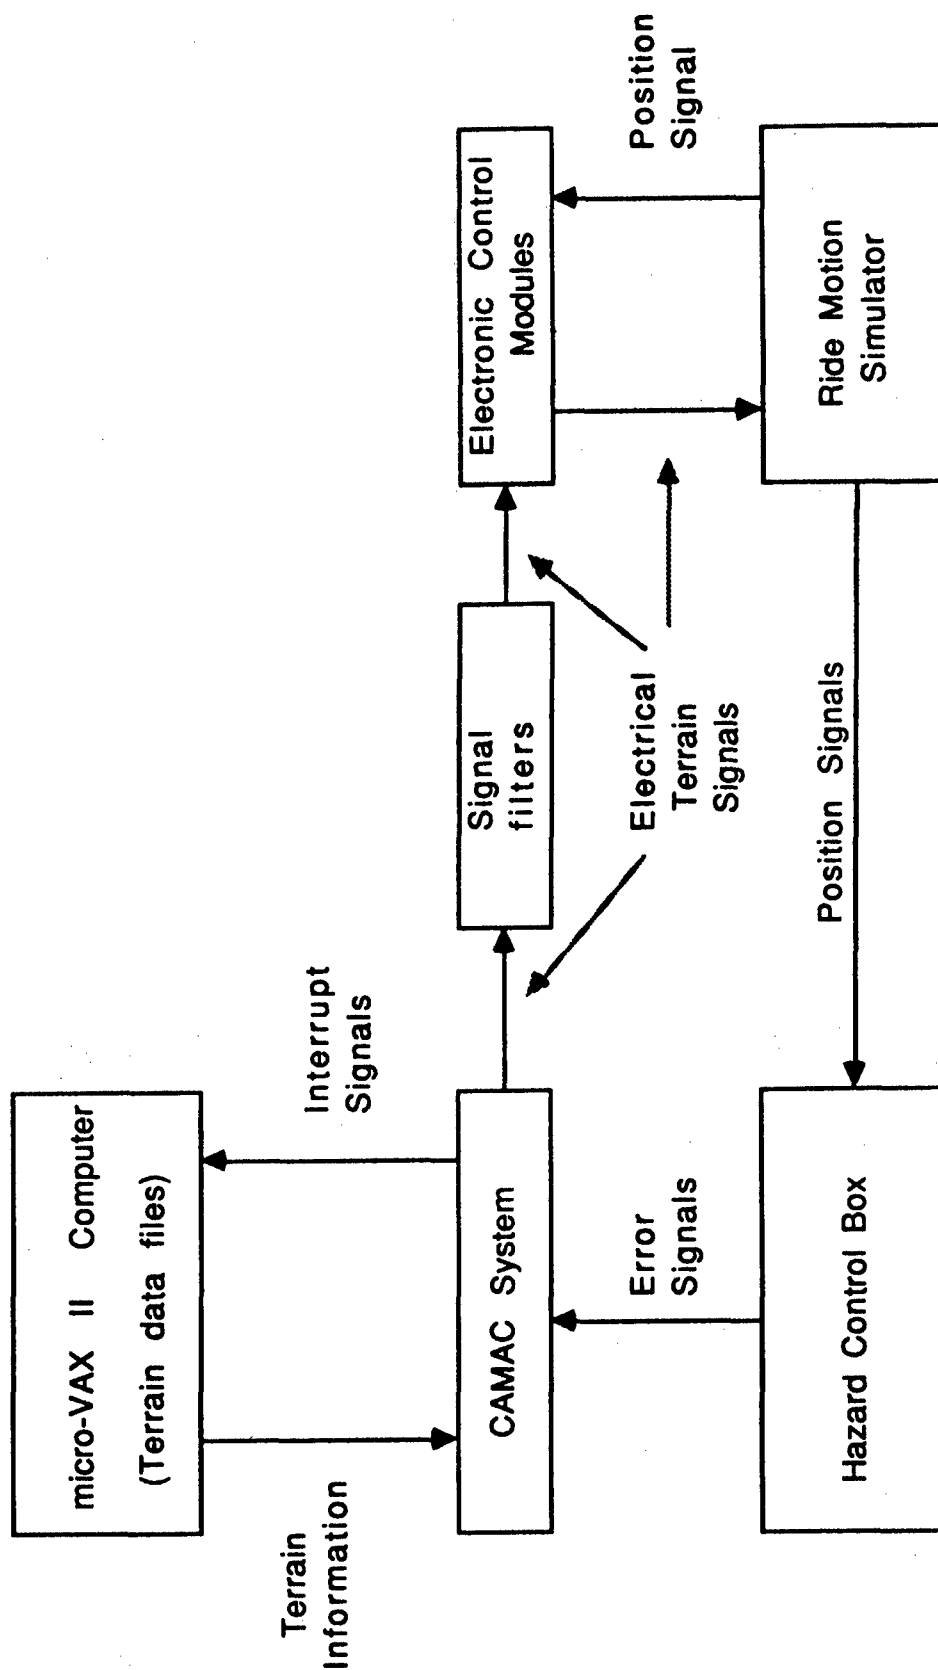 micro-VAX II Computer
(Terrain data files)
Terrain
Information
Interrupt
Signals
CAMAC System
Signal
filters
Electronic Control
Modules
Error
Signals
Electrical
Terrain
Signals
Position
Signal
Hazard Control Box
Position Signals
Ride Motion
Simulator